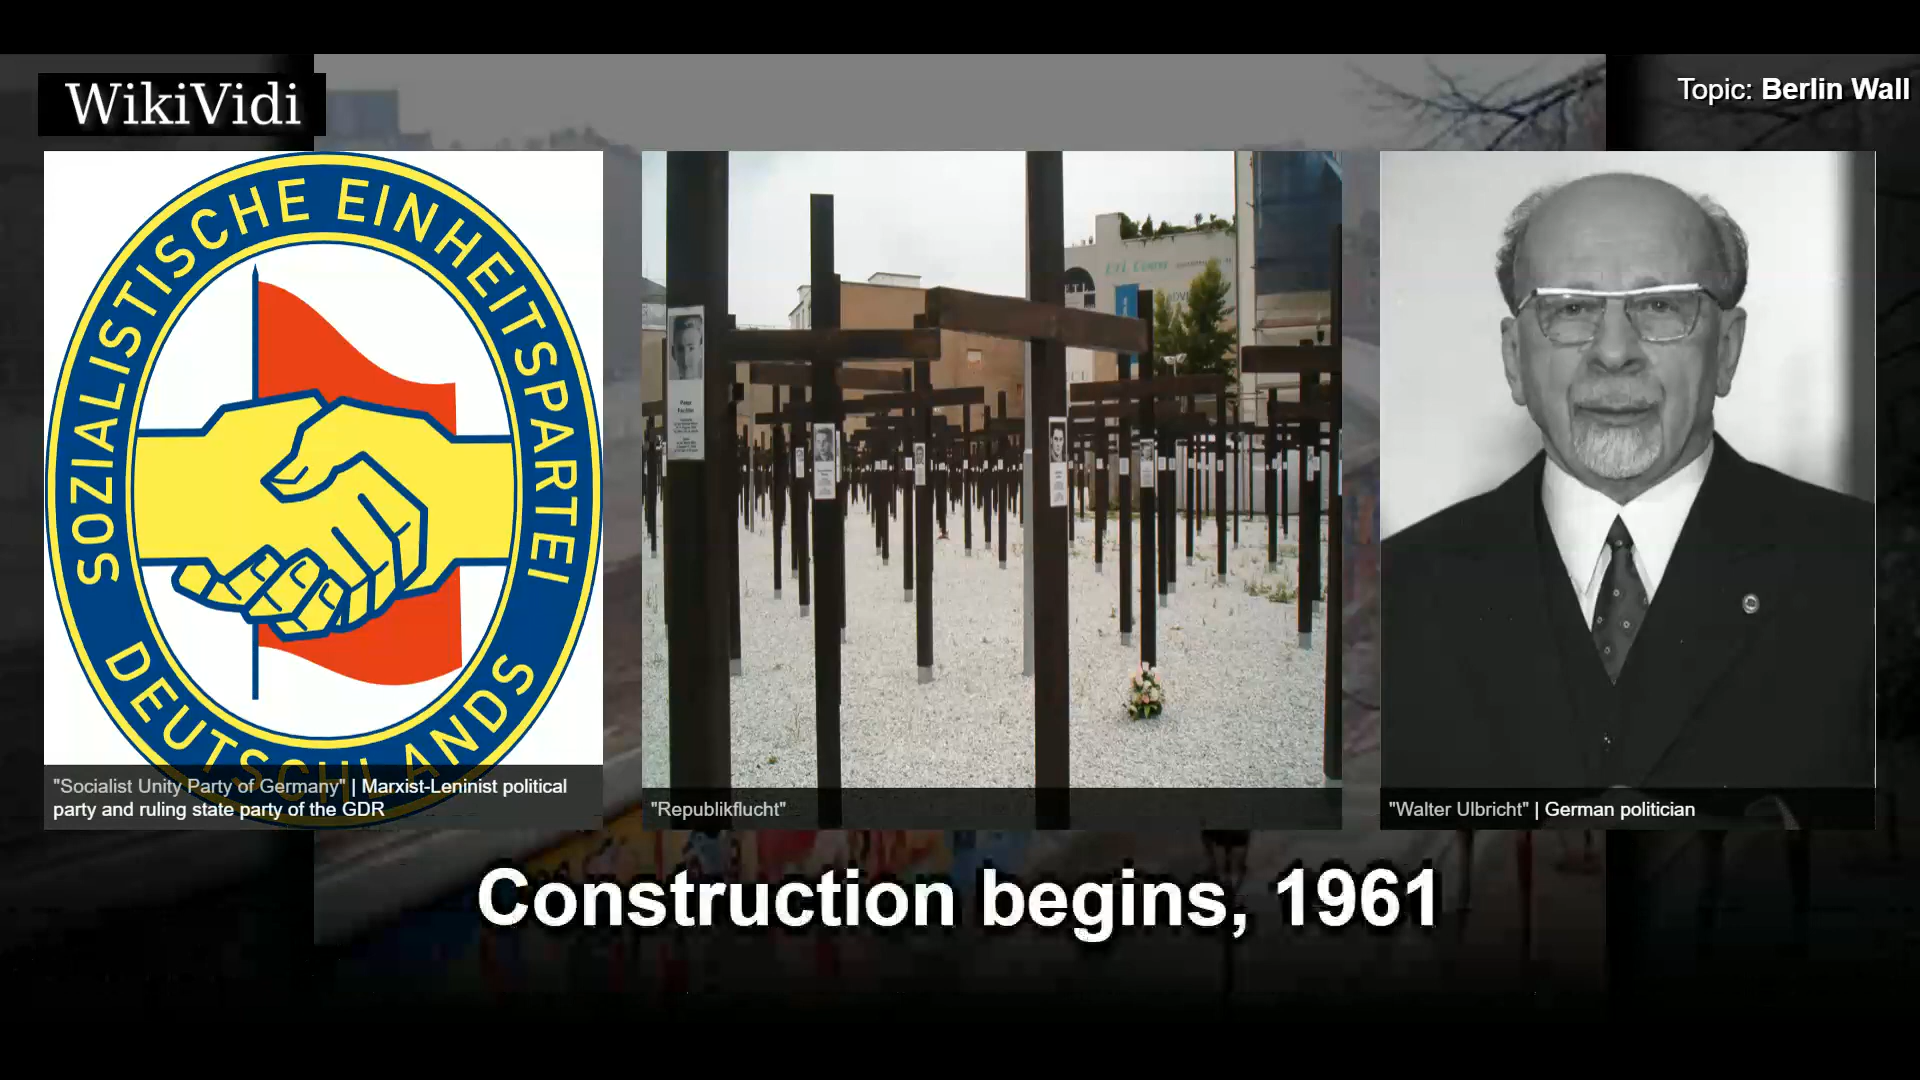 WikiVidi
Topic: Berlin Wall
SOZIALISTISCHE EINHEITSPARTEI
DEUTSCHLANDS
"Socialist Unity Party of Germany" | Marxist-Leninist political
party and ruling state party of the GDR
"Republikflucht"
"Walter Ulbricht" | German politician
Construction begins, 1961